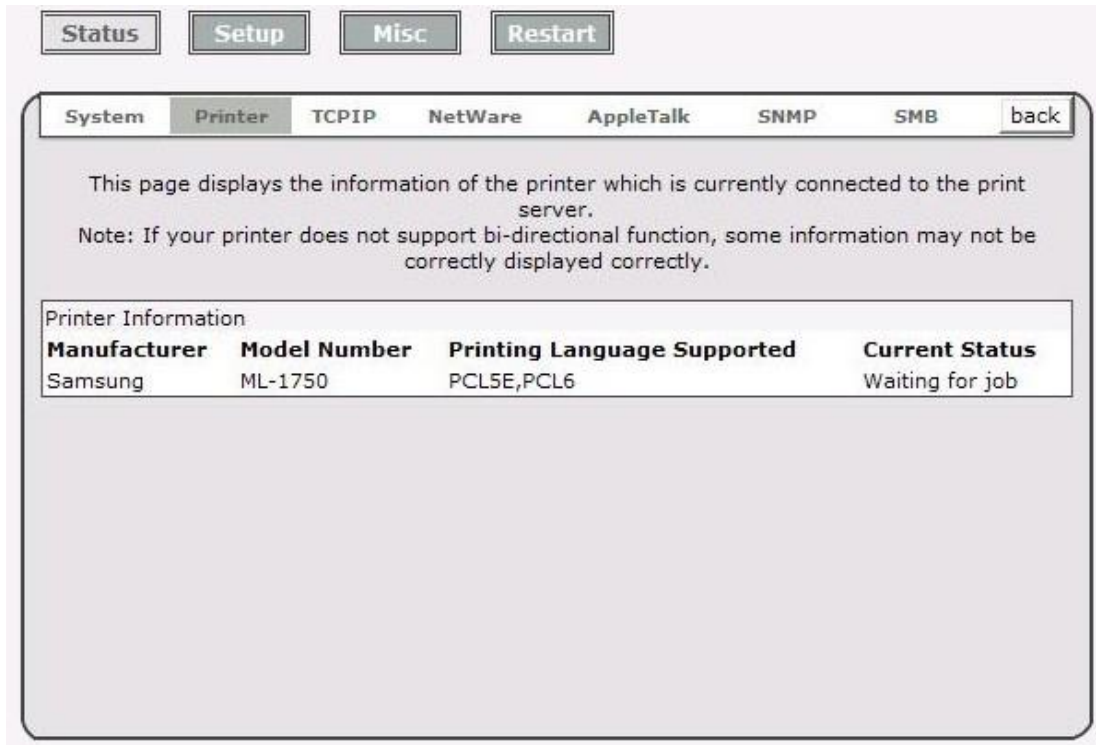 Status Setup Misc Restart
System Printer TCPIP NetWare AppleTalk SNMP SMB back
This page displays the information of the printer which is currently connected to the print
server.
Note: If your printer does not support bi-directional function, some information may not be
correctly displayed correctly.
Printer Information
Manufacturer Model Number Printing Language Supported Current Status
Samsung ML-1750 PCL5E,PCL6 Waiting for job